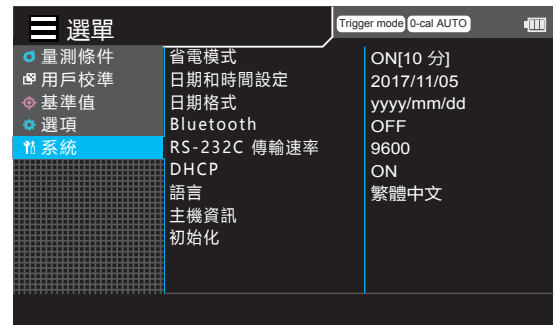 選單 Trigger mode 0-cal AUTO
量測條件 省電模式 ON[10 分]
用戶校準 日期和時間設定 2017/11/05
基準值 日期格式 yyyy/mm/dd
選項 Bluetooth OFF
系統 RS-232C 傳輸速率 9600
DHCP ON
語言 繁體中文
主機資訊
初始化